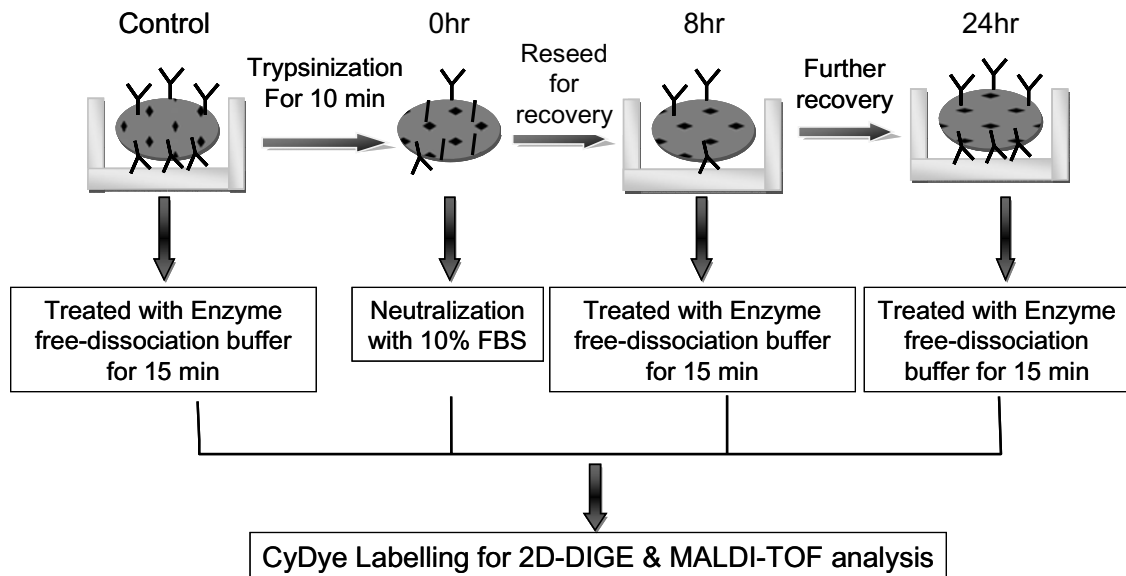 Control
0hr
8hr
24hr
Trypsinization
For 10 min
Reseed
for
recovery
Further
recovery
Treated with Enzyme
free-dissociation buffer
for 15 min
Neutralization
with 10% FBS
Treated with Enzyme
free-dissociation buffer
for 15 min
Treated with Enzyme
free-dissociation
buffer for 15 min
CyDye Labelling for 2D-DIGE & MALDI-TOF analysis